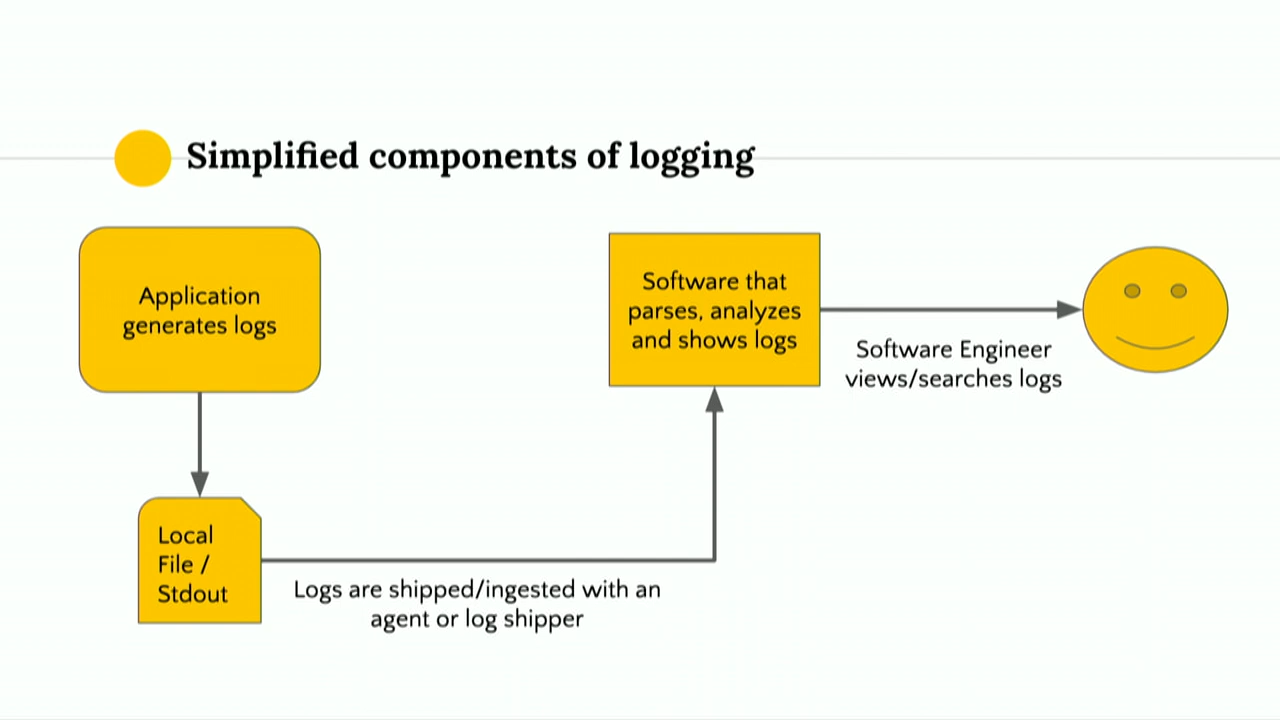 Simplified components of logging
Application
generates logs
Software that
parses, analyzes
and shows logs
Software Engineer
views/searches logs
Local
File /
Stdout
Logs are shipped/ingested with an
agent or log shipper